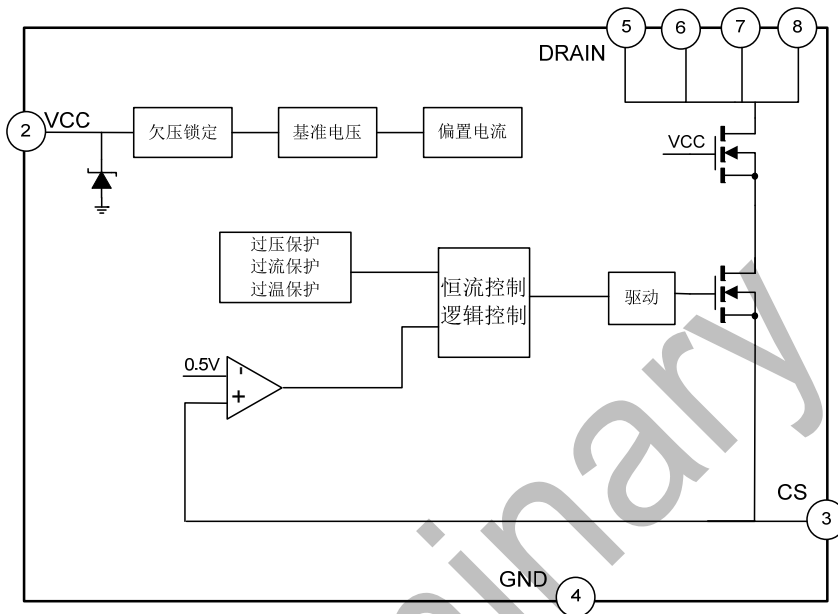 5
6
7
8
DRAIN
2
VCC
欠压锁定
基准电压
偏置电流
VCC
过压保护
过流保护
过温保护
恒流控制
逻辑控制
驱动
0.5V
-
+
CS
3
GND
4
inary